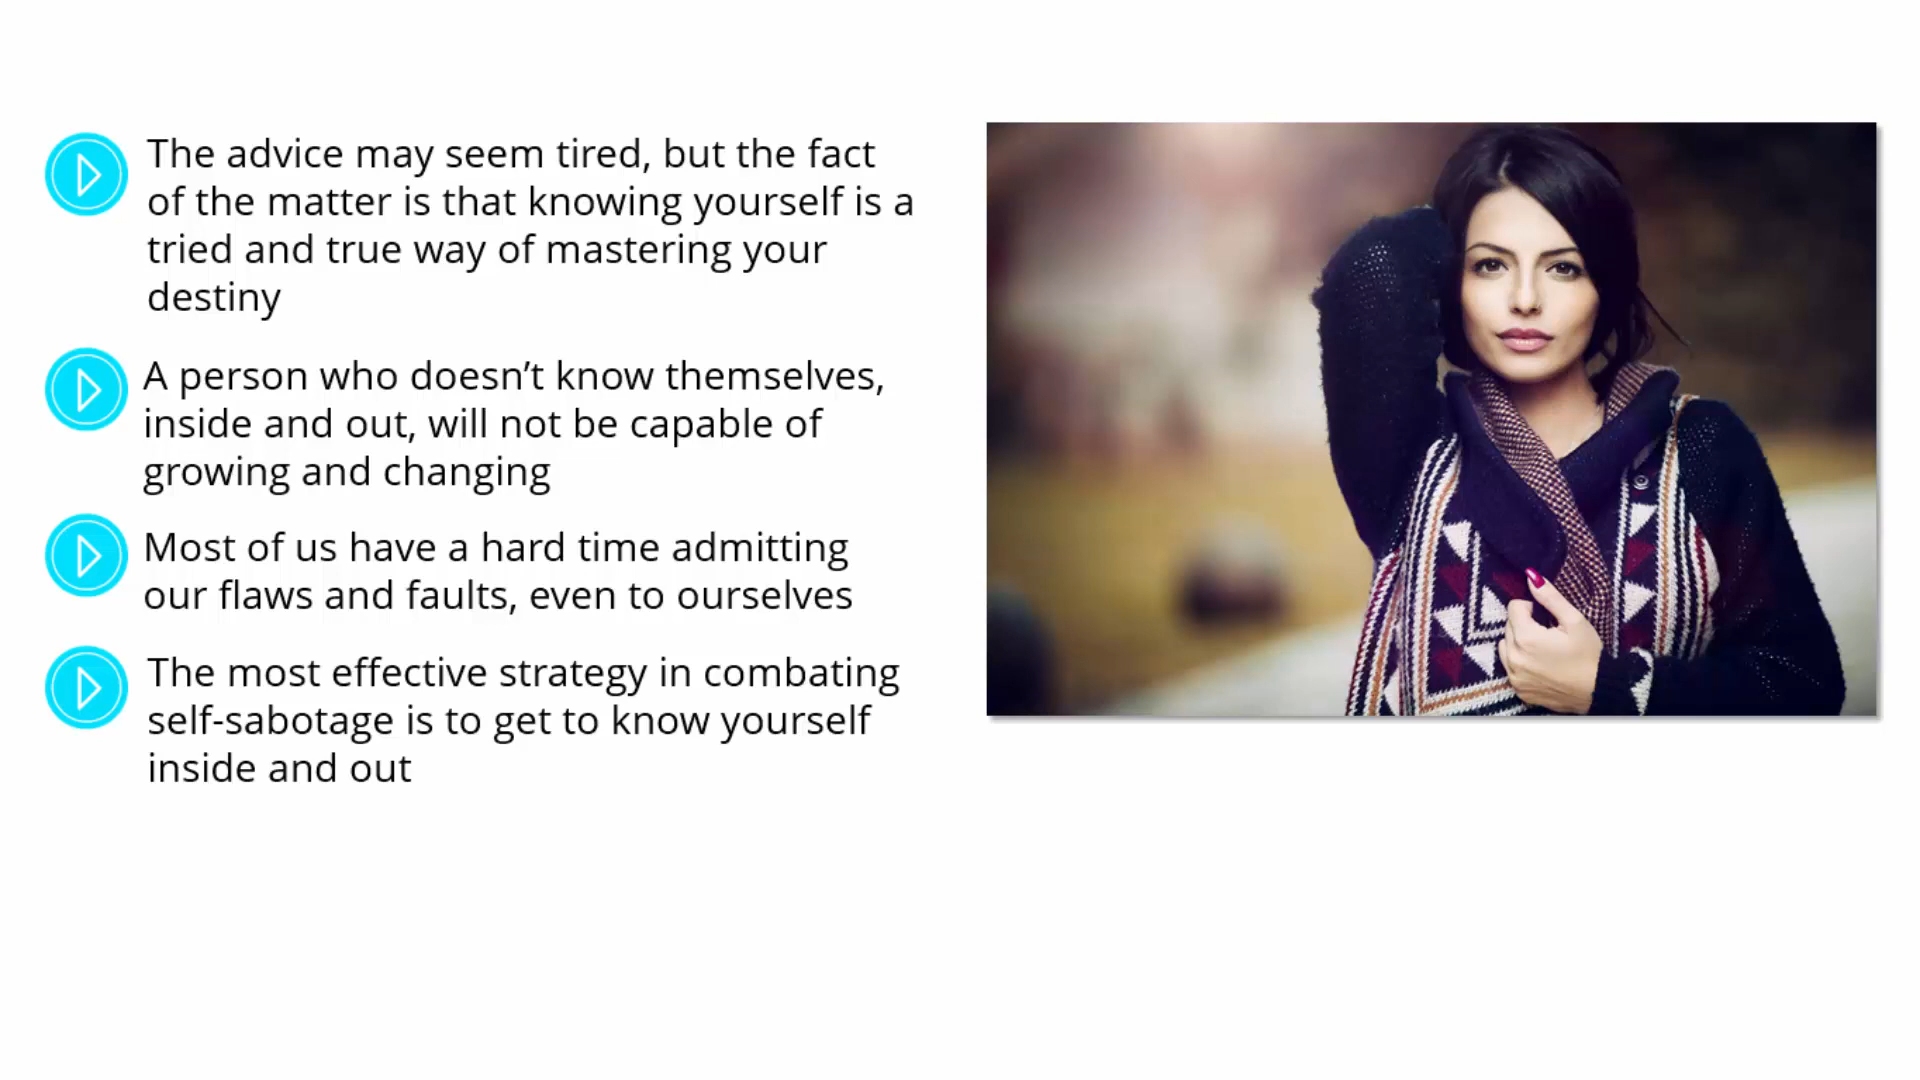 The advice may seem tired, but the fact
of the matter is that knowing yourself is a
tried and true way of mastering your
destiny
A person who doesn’t know themselves,
inside and out, will not be capable of
growing and changing
Most of us have a hard time admitting
our flaws and faults, even to ourselves
The most effective strategy in combating
self-sabotage is to get to know yourself
inside and out